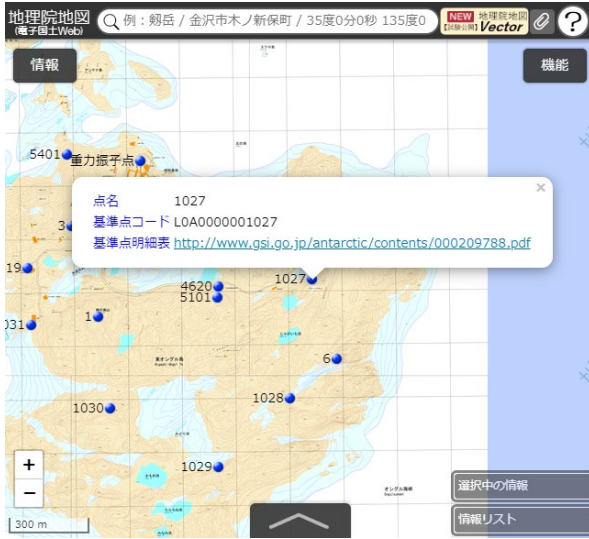 地理院地図
(電子国土Web)
例：剱岳 / 金沢市木ノ新保町 / 35度0分0秒 135度0
NEW 地理院地図
【試験公開】Vector
?
情報
機能
5401
重力振子点
×
点名 1027
基準点コード L0A0000001027
基準点明細表 http://www.gsi.go.jp/antarctic/contents/000209788.pdf
3
19
4620
1027
5101
031
1
東オングル島
6
1030
1028
1029
オングル海峡
+
−
300 m
選択中の情報
情報リスト